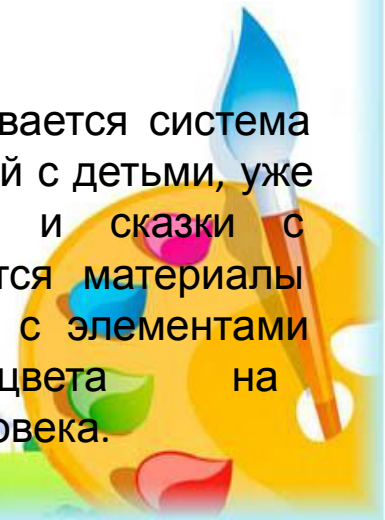 вается система
й с детьми, уже
и сказки с
тся материалы
с элементами
цвета на
овека.